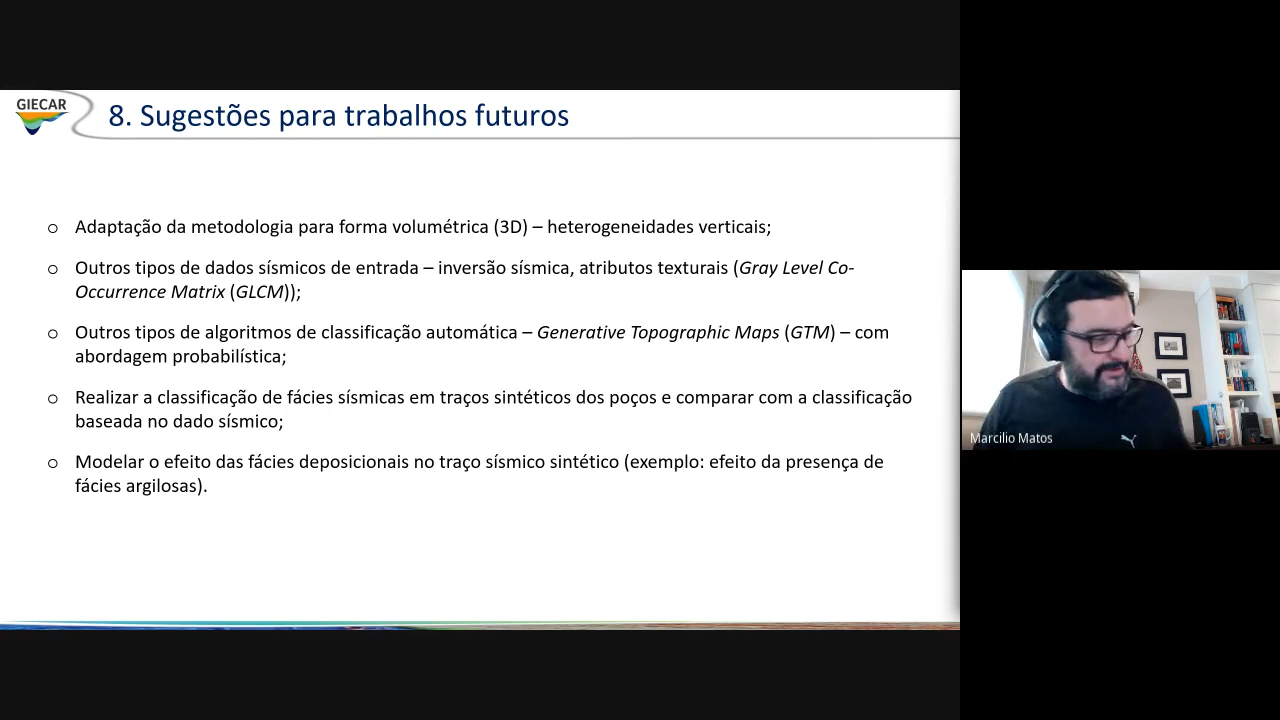 GIECAR
8. Sugestões para trabalhos futuros
o Adaptação da metodologia para forma volumétrica (3D) – heterogeneidades verticais;
o Outros tipos de dados sísmicos de entrada – inversão sísmica, atributos texturais (Gray Level Co-
Occurrence Matrix (GLCM));
o Outros tipos de algoritmos de classificação automática – Generative Topographic Maps (GTM) – com
abordagem probabilística;
o Realizar a classificação de fácies sísmicas em traços sintéticos dos poços e comparar com a classificação
baseada no dado sísmico;
o Modelar o efeito das fácies deposicionais no traço sísmico sintético (exemplo: efeito da presença de
fácies argilosas).
Marcilio Matos